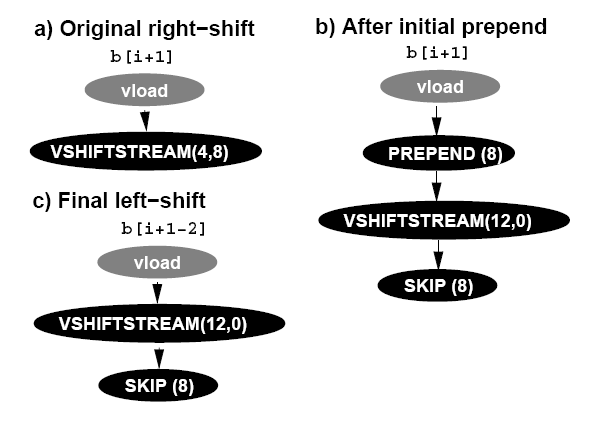 a) Original right-shift
b[i+1]
vload
VSHIFTSTREAM(4,8)
b) After initial prepend
b[i+1]
vload
PREPEND (8)
VSHIFTSTREAM(12,0)
SKIP (8)
c) Final left-shift
b[i+1-2]
vload
VSHIFTSTREAM(12,0)
SKIP (8)